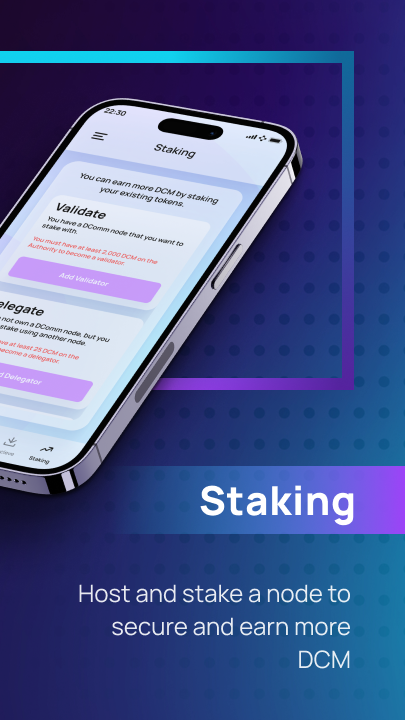 22:30
Staking
You can earn more DCM by staking
your existing tokens.
Validate
You have a DComm node that you want to
stake with.
You must have at least 2,000 DCM on the
Authority to become a validator.
Add Validator
not own a DComm node, but you
stake using another node.
at least 25 DCM on the
become a delegator.
Delegator
Staking
Staking
Host and stake a node to
secure and earn more
DCM